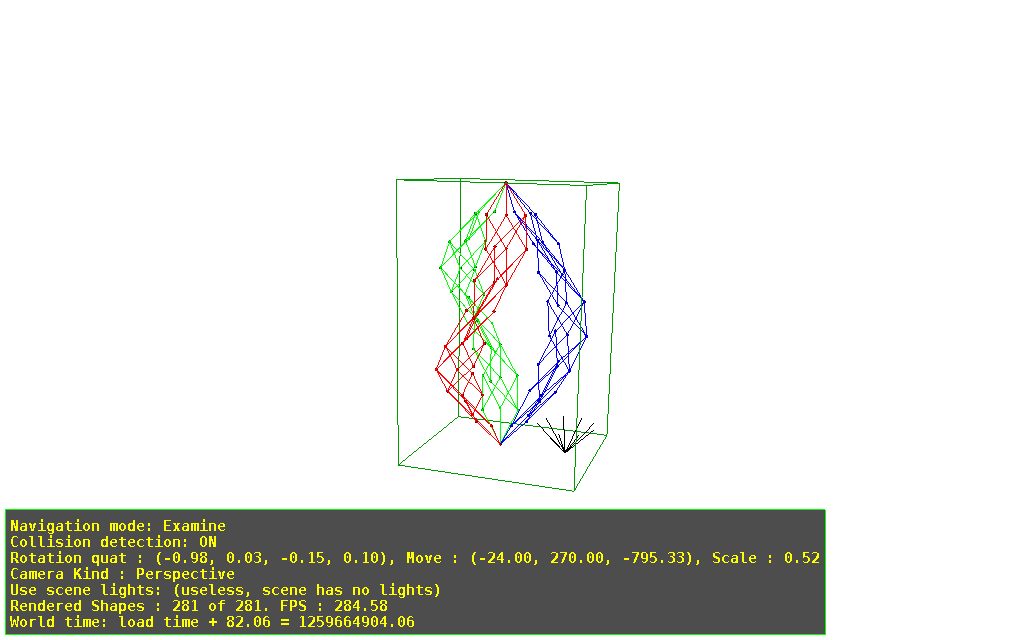 Navigation mode: Examine
Collision detection: ON
Rotation quat : (-0.98, 0.03, -0.15, 0.10), Move : (-24.00, 270.00, -795.33), Scale : 0.52
Camera Kind : Perspective
Use scene lights: (useless, scene has no lights)
Rendered Shapes : 281 of 281. FPS : 284.58
World time: load time + 82.06 = 1259664904.06